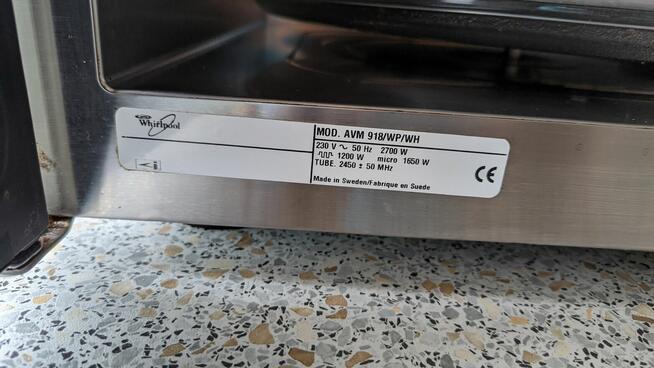 Whirlpool
MOD. AVM 918/WP/WH
230 V ~ 50 Hz 2700 W
1200 W micro 1650 W
TUBE. 2450 ± 50 MHz
Made in Sweden/Fabrique en Suede
CE